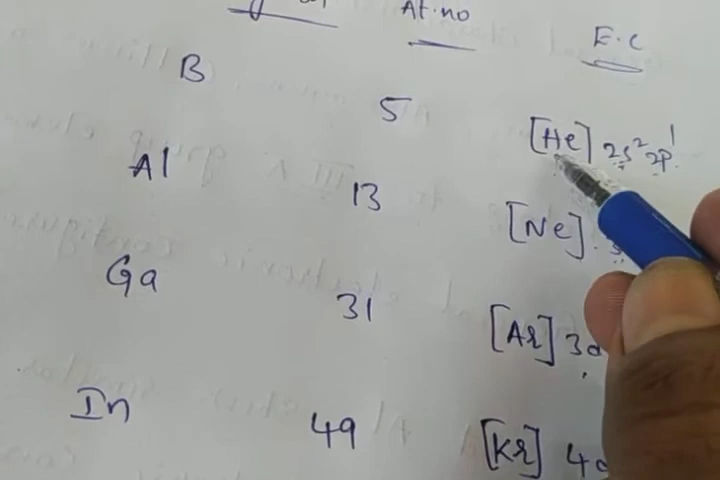 At.no E.C
B 5 [He] 2s² 2p¹
Al 13 [Ne]
Ga 31 [Ar] 3d
In 49 [Kr] 4d